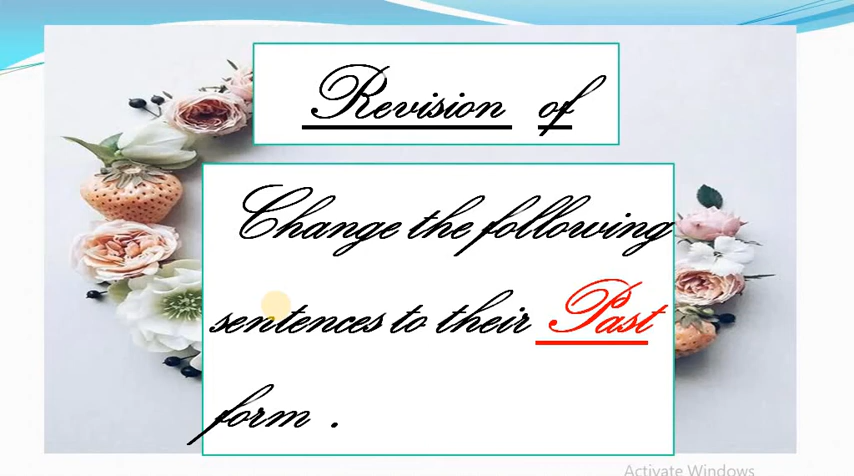 Revision of
Change the following
sentences to their Past
form .
Activate Windows